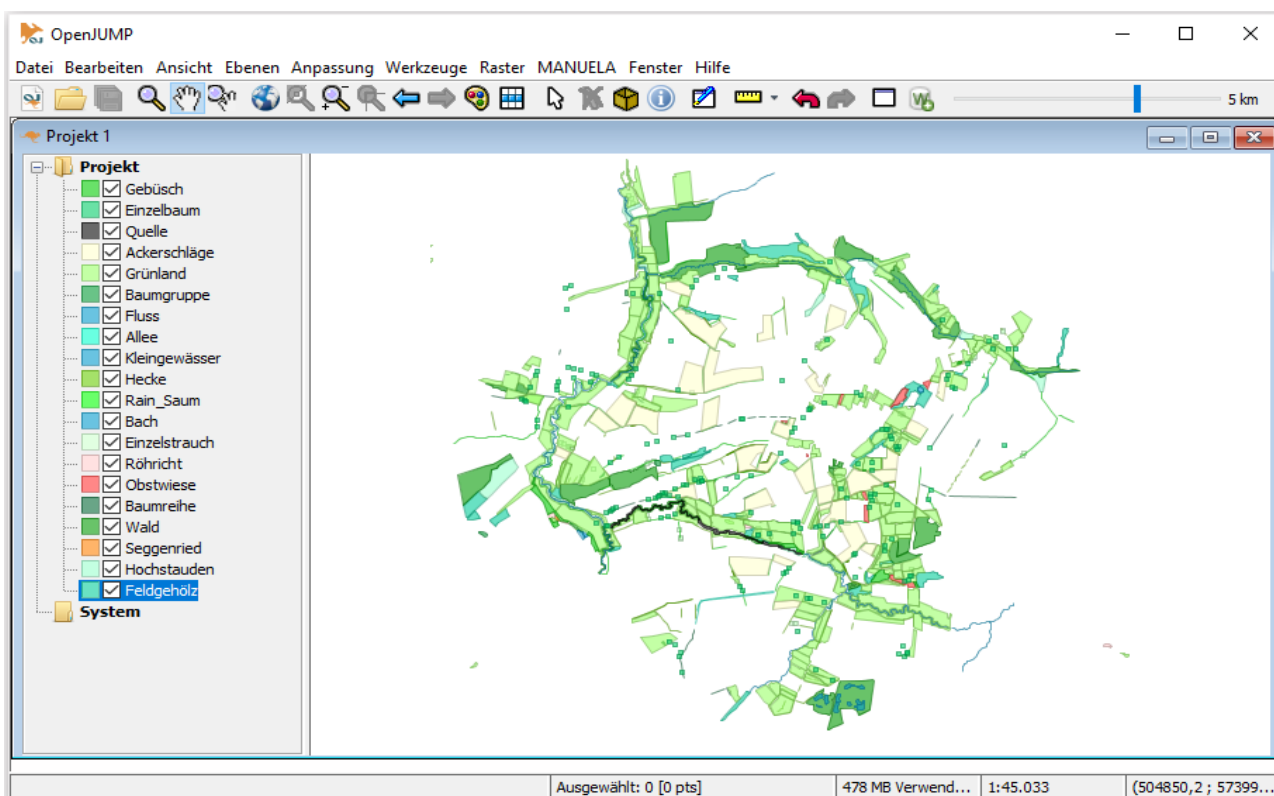 OpenJUMP
Datei Bearbeiten Ansicht Ebenen Anpassung Werkzeuge Raster MANUELA Fenster Hilfe
5 km
Projekt 1
Projekt
Gebüsch
Einzelbaum
Quelle
Ackerschläge
Grünland
Baumgruppe
Fluss
Allee
Kleingewässer
Hecke
Rain_Saum
Bach
Einzelstrauch
Röhricht
Obstwiese
Baumreihe
Wald
Seggenried
Hochstauden
Feldgehölz
System
Ausgewählt: 0 [0 pts] 478 MB Verwend... 1:45.033 (504850,2 ; 57399...